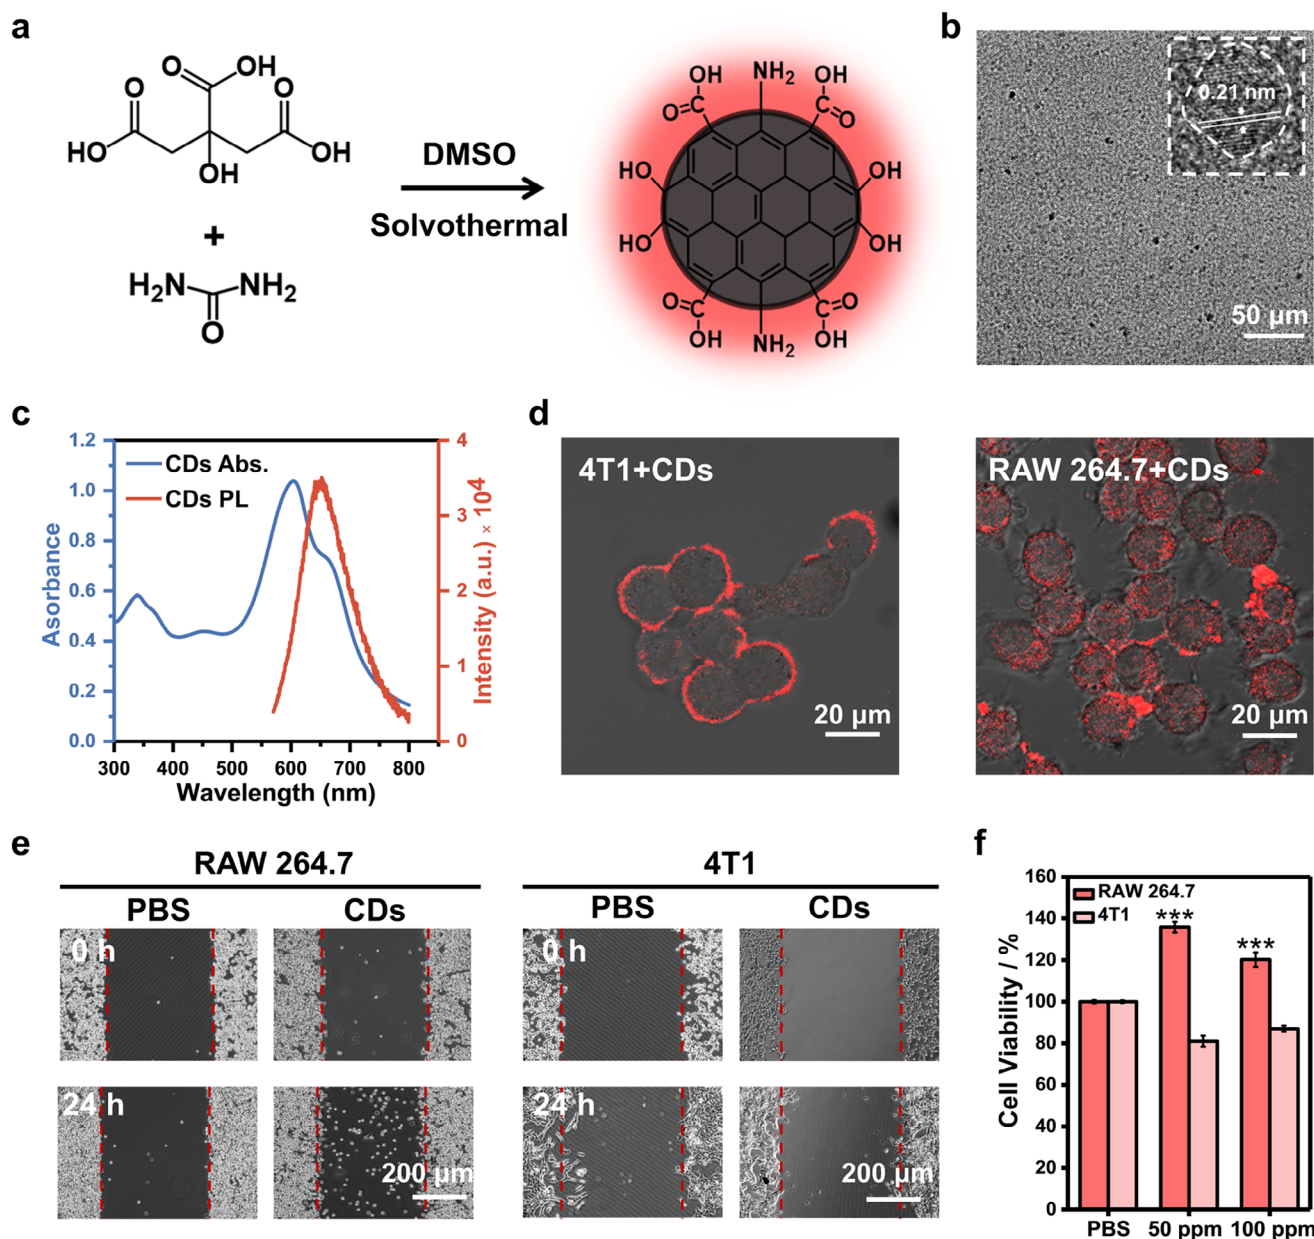 a
O
OH
O
O
HO
OH
OH
+
H₂N
NH₂
O
DMSO
Solvothermal
OH
NH₂
OH
O
C
C
O
HO
OH
HO
OH
O
C
C
O
OH
NH₂
OH
b
0.21 nm
50 μm
c
1.2
1.0
0.8
0.6
0.4
0.2
0.0
Asorbance
CDs Abs.
CDs PL
4
3
2
1
0
Intensity (a.u.) × 10⁴
300 400 500 600 700 800
Wavelength (nm)
d
4T1+CDs
20 μm
RAW 264.7+CDs
20 μm
e
RAW 264.7
4T1
PBS
CDs
PBS
CDs
0 h
0 h
24 h
200 μm
24 h
200 μm
f
160
140
120
100
80
60
40
20
0
Cell Viability / %
RAW 264.7
4T1
***
***
PBS 50 ppm 100 ppm